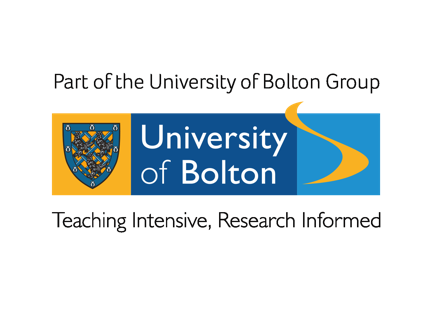 Part of the University of Bolton Group
University
of Bolton
Teaching Intensive, Research Informed